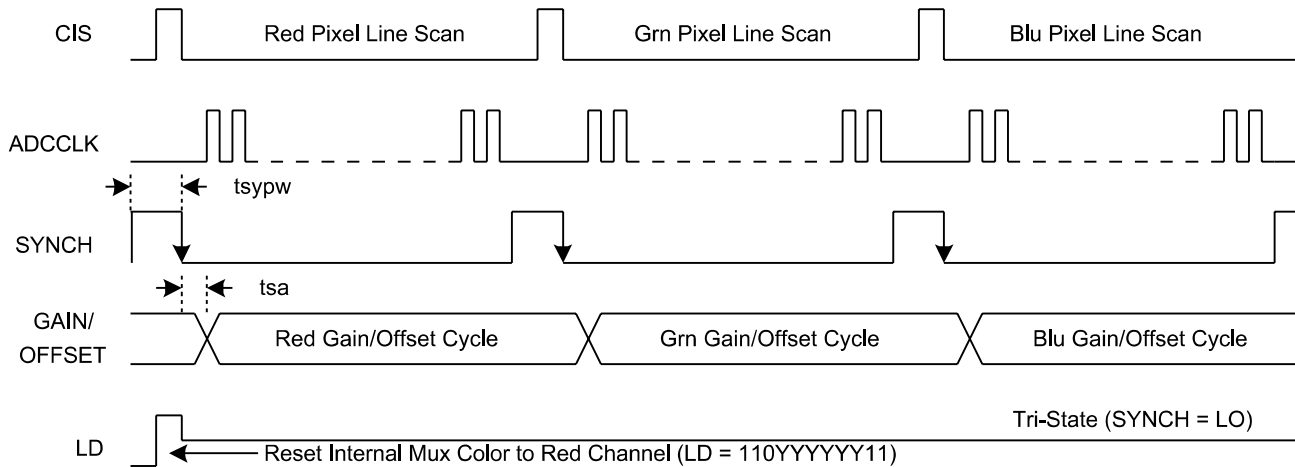 CIS
Red Pixel Line Scan
Grn Pixel Line Scan
Blu Pixel Line Scan
ADCCLK
tsypw
SYNCH
tsa
GAIN/
OFFSET
Red Gain/Offset Cycle
Grn Gain/Offset Cycle
Blu Gain/Offset Cycle
Tri-State (SYNCH = LO)
LD
Reset Internal Mux Color to Red Channel (LD = 110YYYYYY11)